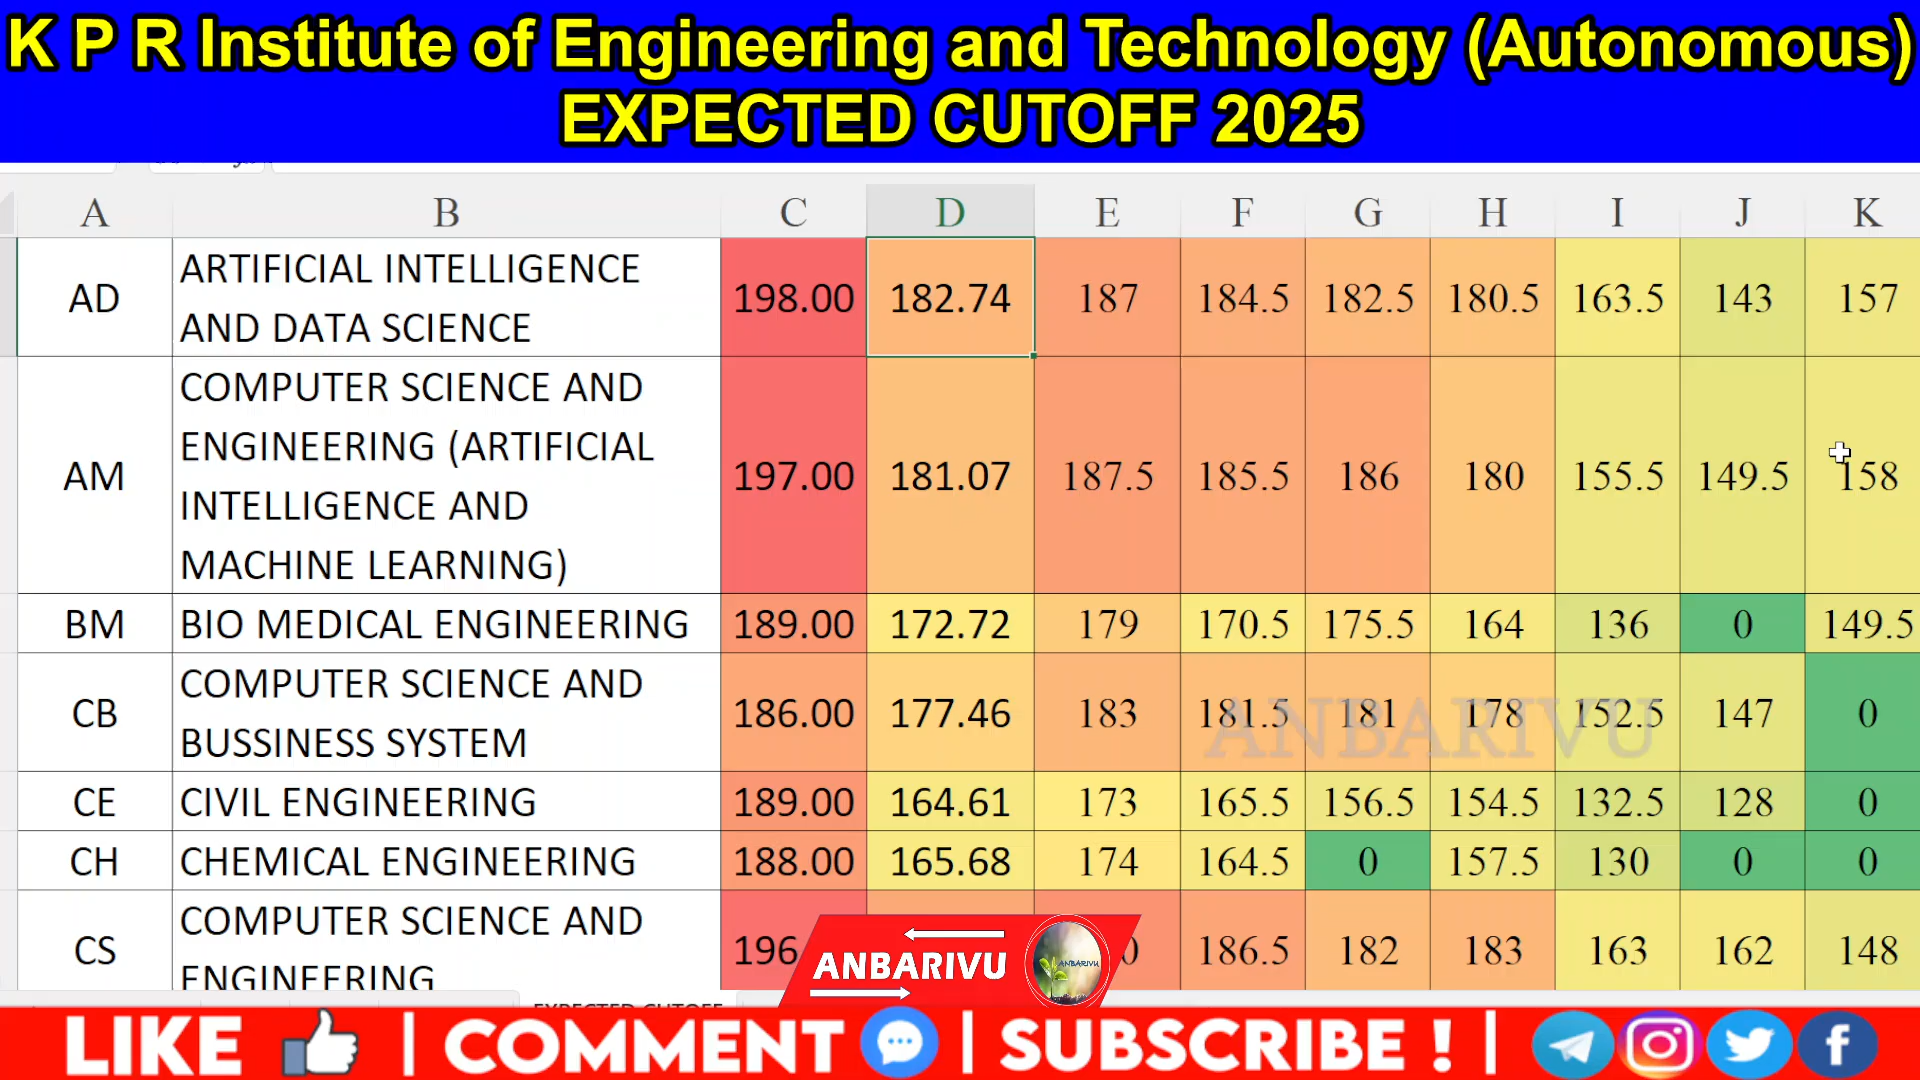 K P R Institute of Engineering and Technology (Autonomous)
EXPECTED CUTOFF 2025
A B C D E F G H I J K
AD ARTIFICIAL INTELLIGENCE AND DATA SCIENCE 198.00 182.74 187 184.5 182.5 180.5 163.5 143 157
AM COMPUTER SCIENCE AND ENGINEERING (ARTIFICIAL INTELLIGENCE AND MACHINE LEARNING) 197.00 181.07 187.5 185.5 186 180 155.5 149.5 158
BM BIO MEDICAL ENGINEERING 189.00 172.72 179 170.5 175.5 164 136 0 149.5
CB COMPUTER SCIENCE AND BUSSINESS SYSTEM 186.00 177.46 183 181.5 181 178 152.5 147 0
ANBARIVU
CE CIVIL ENGINEERING 189.00 164.61 173 165.5 156.5 154.5 132.5 128 0
CH CHEMICAL ENGINEERING 188.00 165.68 174 164.5 0 157.5 130 0 0
CS COMPUTER SCIENCE AND ENGINEERING 196 186.5 182 183 163 162 148
ANBARIVU
ANBARIVU
EXPECTED CUTOFF
LIKE | COMMENT | SUBSCRIBE ! |